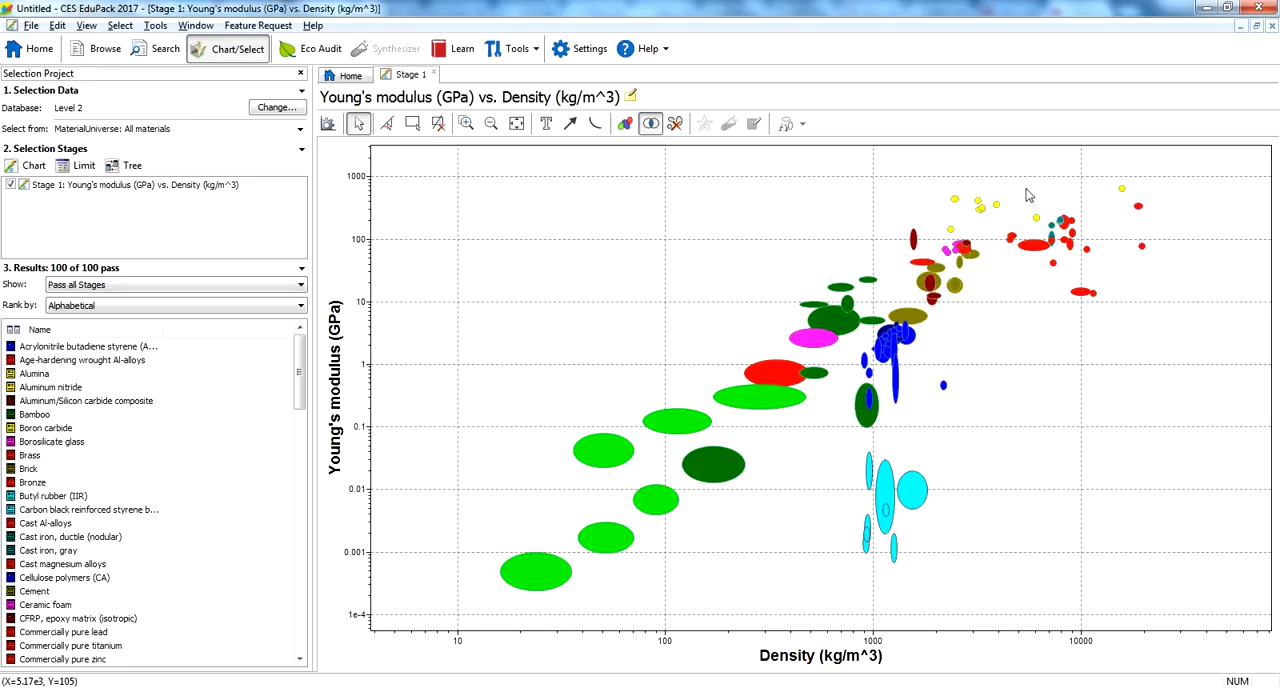 Untitled - CES EduPack 2017 - [Stage 1: Young's modulus (GPa) vs. Density (kg/m^3)]
File Edit View Select Tools Window Feature Request Help
Home Browse Search Chart/Select Eco Audit Synthesizer Learn Tools Settings Help
Selection Project
1. Selection Data
Database: Level 2 Change...
Select from: MaterialUniverse: All materials
2. Selection Stages
Chart Limit Tree
Stage 1: Young's modulus (GPa) vs. Density (kg/m^3)
3. Results: 100 of 100 pass
Show: Pass all Stages
Rank by: Alphabetical
Name
Acrylonitrile butadiene styrene (A...
Age-hardening wrought Al-alloys
Alumina
Aluminum nitride
Aluminum/Silicon carbide composite
Bamboo
Boron carbide
Borosilicate glass
Brass
Brick
Bronze
Butyl rubber (IIR)
Carbon black reinforced styrene b...
Cast Al-alloys
Cast iron, ductile (nodular)
Cast iron, gray
Cast magnesium alloys
Cellulose polymers (CA)
Cement
Ceramic foam
CFRP, epoxy matrix (isotropic)
Commercially pure lead
Commercially pure titanium
Commercially pure zinc
Home Stage 1
Young's modulus (GPa) vs. Density (kg/m^3)
Young's modulus (GPa)
1000
100
10
1
0.1
0.01
0.001
1e-4
10 100 1000 10000
Density (kg/m^3)
(X=5.17e3, Y=105) NUM